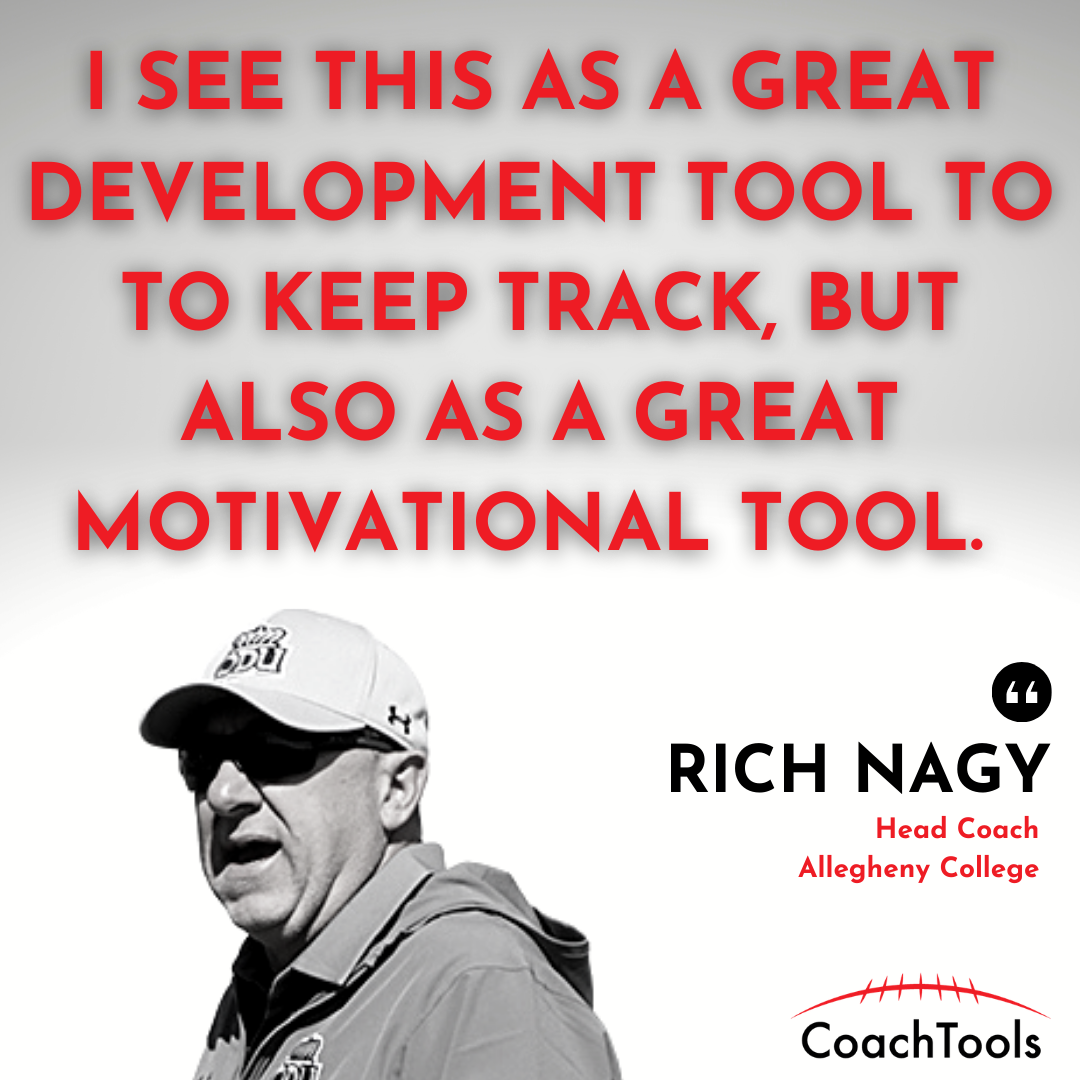 I SEE THIS AS A GREAT
DEVELOPMENT TOOL TO
TO KEEP TRACK, BUT
ALSO AS A GREAT
MOTIVATIONAL TOOL.
ODU
“
RICH NAGY
Head Coach
Allegheny College
CoachTools